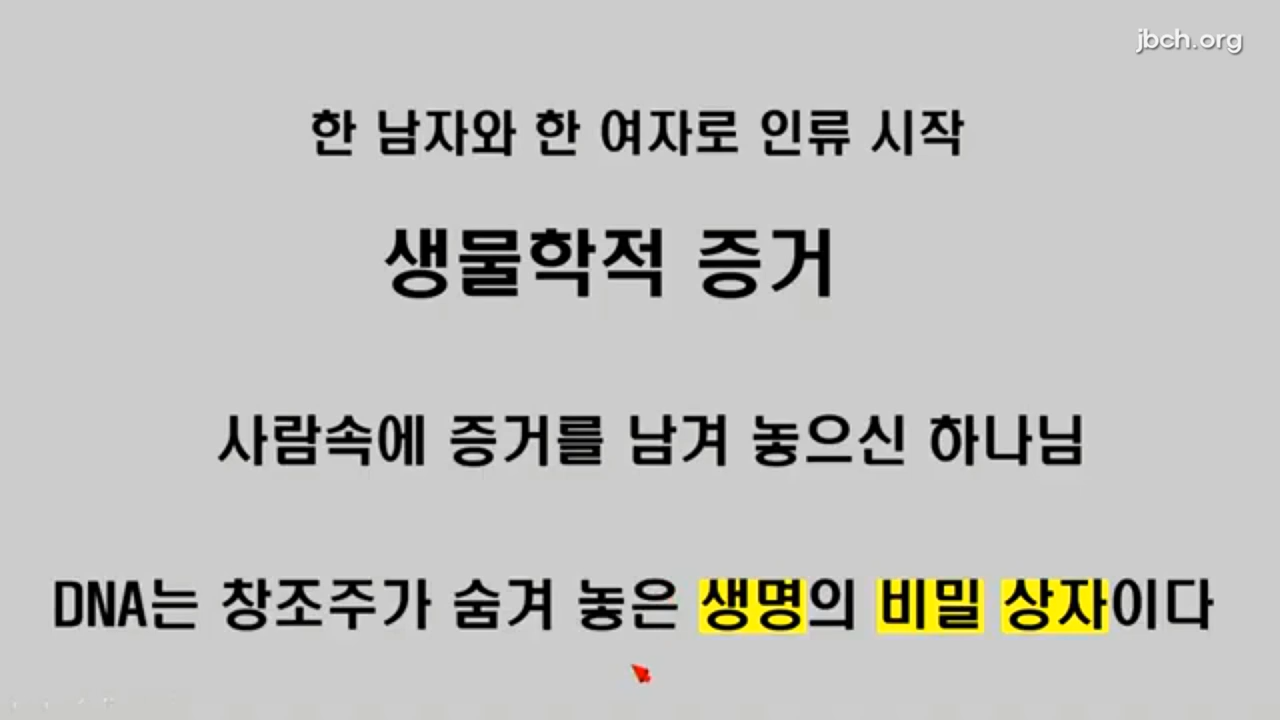 jbch.org
한 남자와 한 여자로 인류 시작
생물학적 증거
사람속에 증거를 남겨 놓으신 하나님
DNA는 창조주가 숨겨 놓은 생명의 비밀 상자이다